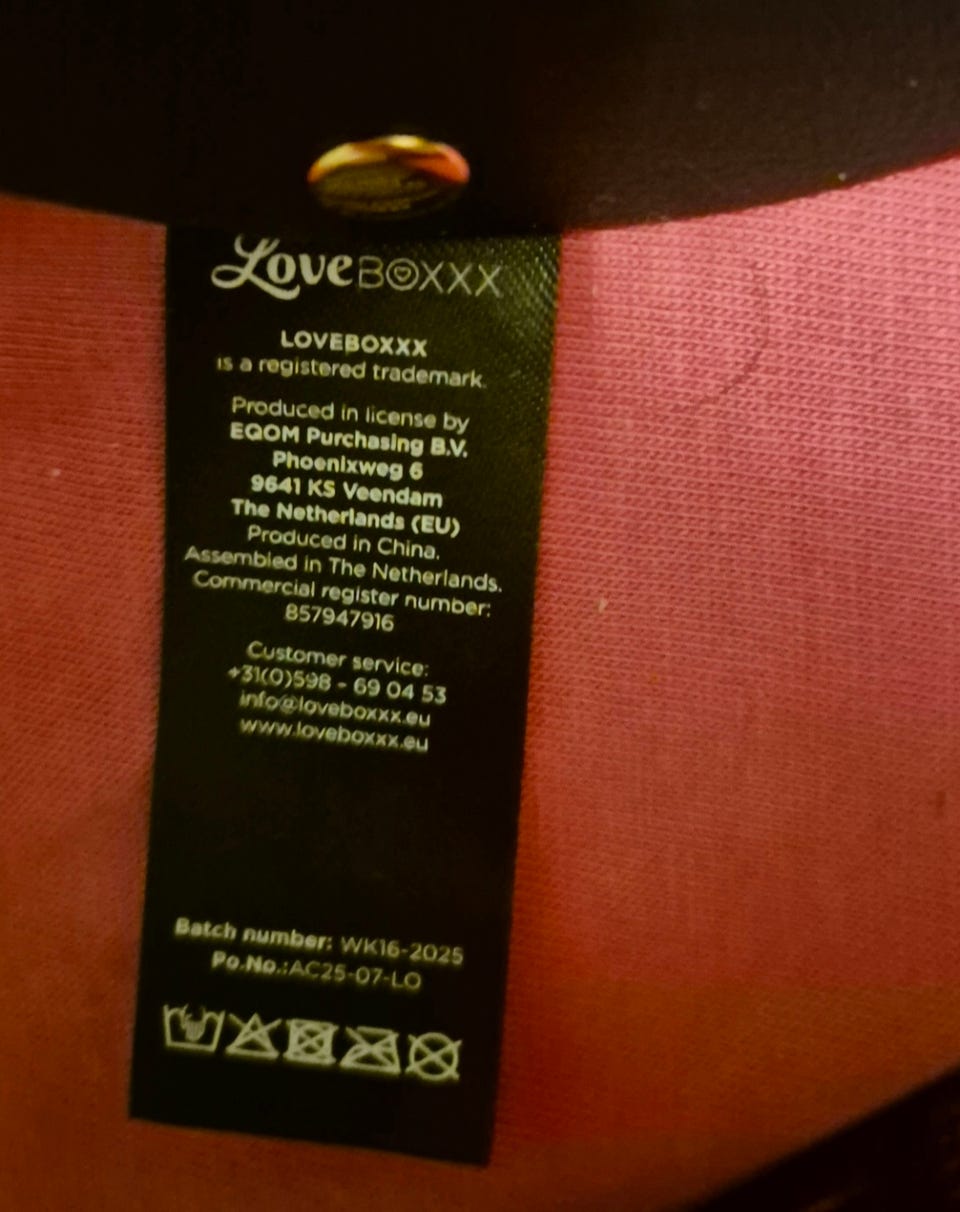 Love BOXXX
LOVEBOXXX
is a registered trademark.
Produced in license by
EQOM Purchasing B.V.
Phoenixweg 6
9641 KS Veendam
The Netherlands (EU)
Produced in China.
Assembled in The Netherlands.
Commercial register number:
857947916
Customer service:
+31(0)598 - 69 04 53
info@loveboxxx.eu
www.loveboxxx.eu
Batch number: WK16-2025
Po.No.:AC25-07-LO